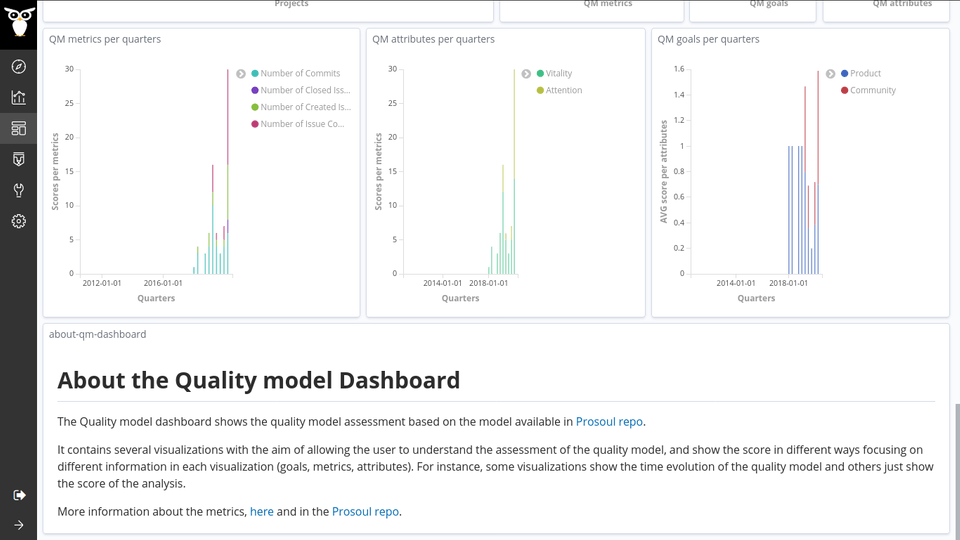 Projects
QM metrics
QM goals
QM attributes
QM metrics per quarters
QM attributes per quarters
QM goals per quarters
30
25
20
15
10
5
0
Scores per metrics
2012-01-01
2016-01-01
Quarters
Number of Commits
Number of Closed Iss...
Number of Created Is...
Number of Issue Co...
30
25
20
15
10
5
0
Scores per metrics
2014-01-01
2018-01-01
Quarters
Vitality
Attention
1.6
1.4
1.2
1
0.8
0.6
0.4
0.2
0
AVG score per attributes
2014-01-01
2018-01-01
Quarters
Product
Community
about-qm-dashboard
About the Quality model Dashboard
The Quality model dashboard shows the quality model assessment based on the model available in Prosoul repo.
It contains several visualizations with the aim of allowing the user to understand the assessment of the quality model, and show the score in different ways focusing on
different information in each visualization (goals, metrics, attributes). For instance, some visualizations show the time evolution of the quality model and others just show
the score of the analysis.
More information about the metrics, here and in the Prosoul repo.